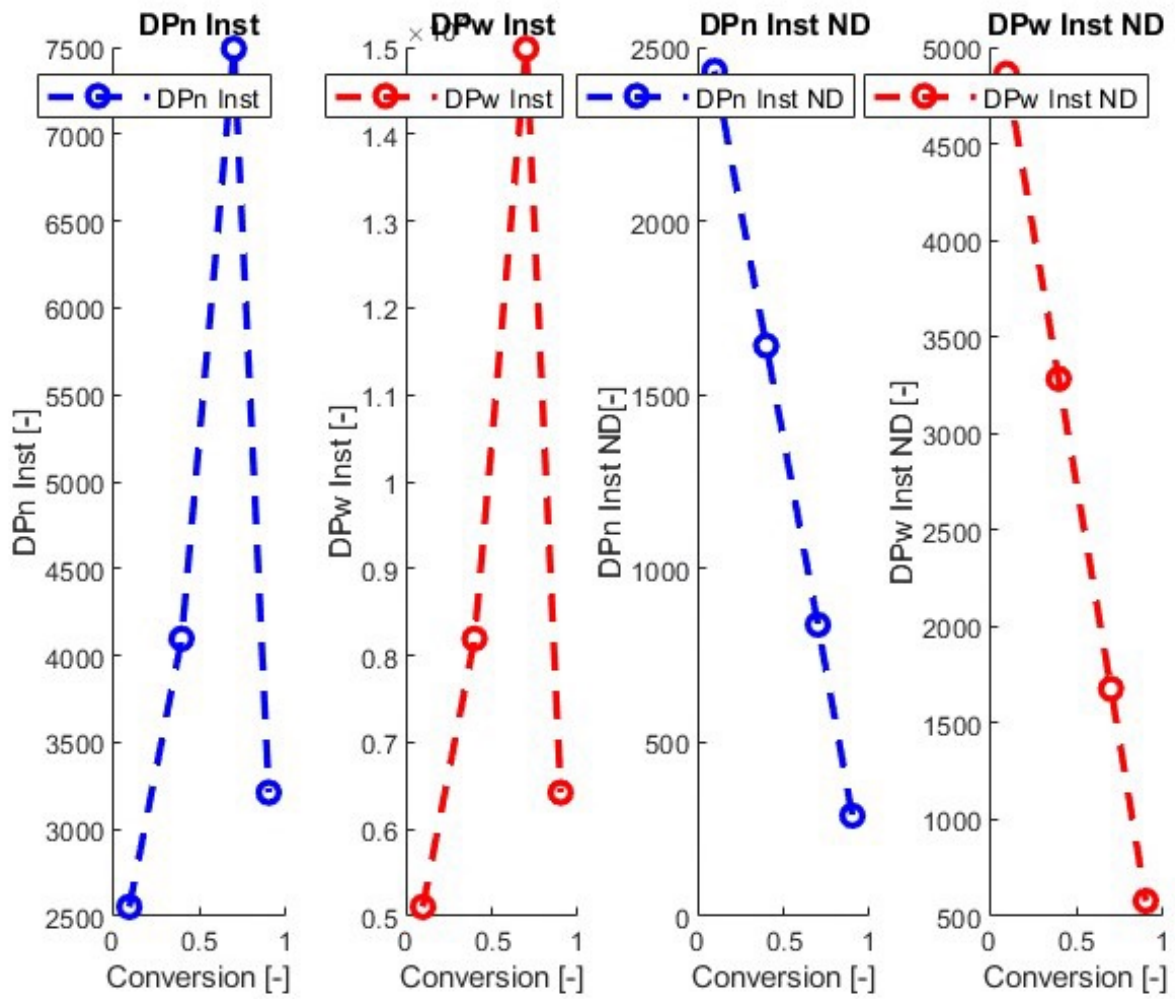 DPn Inst
7500
7000
6500
6000
5500
5000
4500
4000
3500
3000
2500
0 0.5 1
DPn Inst [-]
Conversion [-]
DPn Inst
DPw Inst
× 10
1.5
1.4
1.3
1.2
1.1
1
0.9
0.8
0.7
0.6
0.5
0 0.5 1
DPw Inst [-]
Conversion [-]
DPw Inst
DPn Inst ND
2500
2000
1500
1000
500
0
0 0.5 1
DPn Inst ND[-]
Conversion [-]
DPn Inst ND
DPw Inst ND
5000
4500
4000
3500
3000
2500
2000
1500
1000
500
0 0.5 1
DPw Inst ND [-]
Conversion [-]
DPw Inst ND